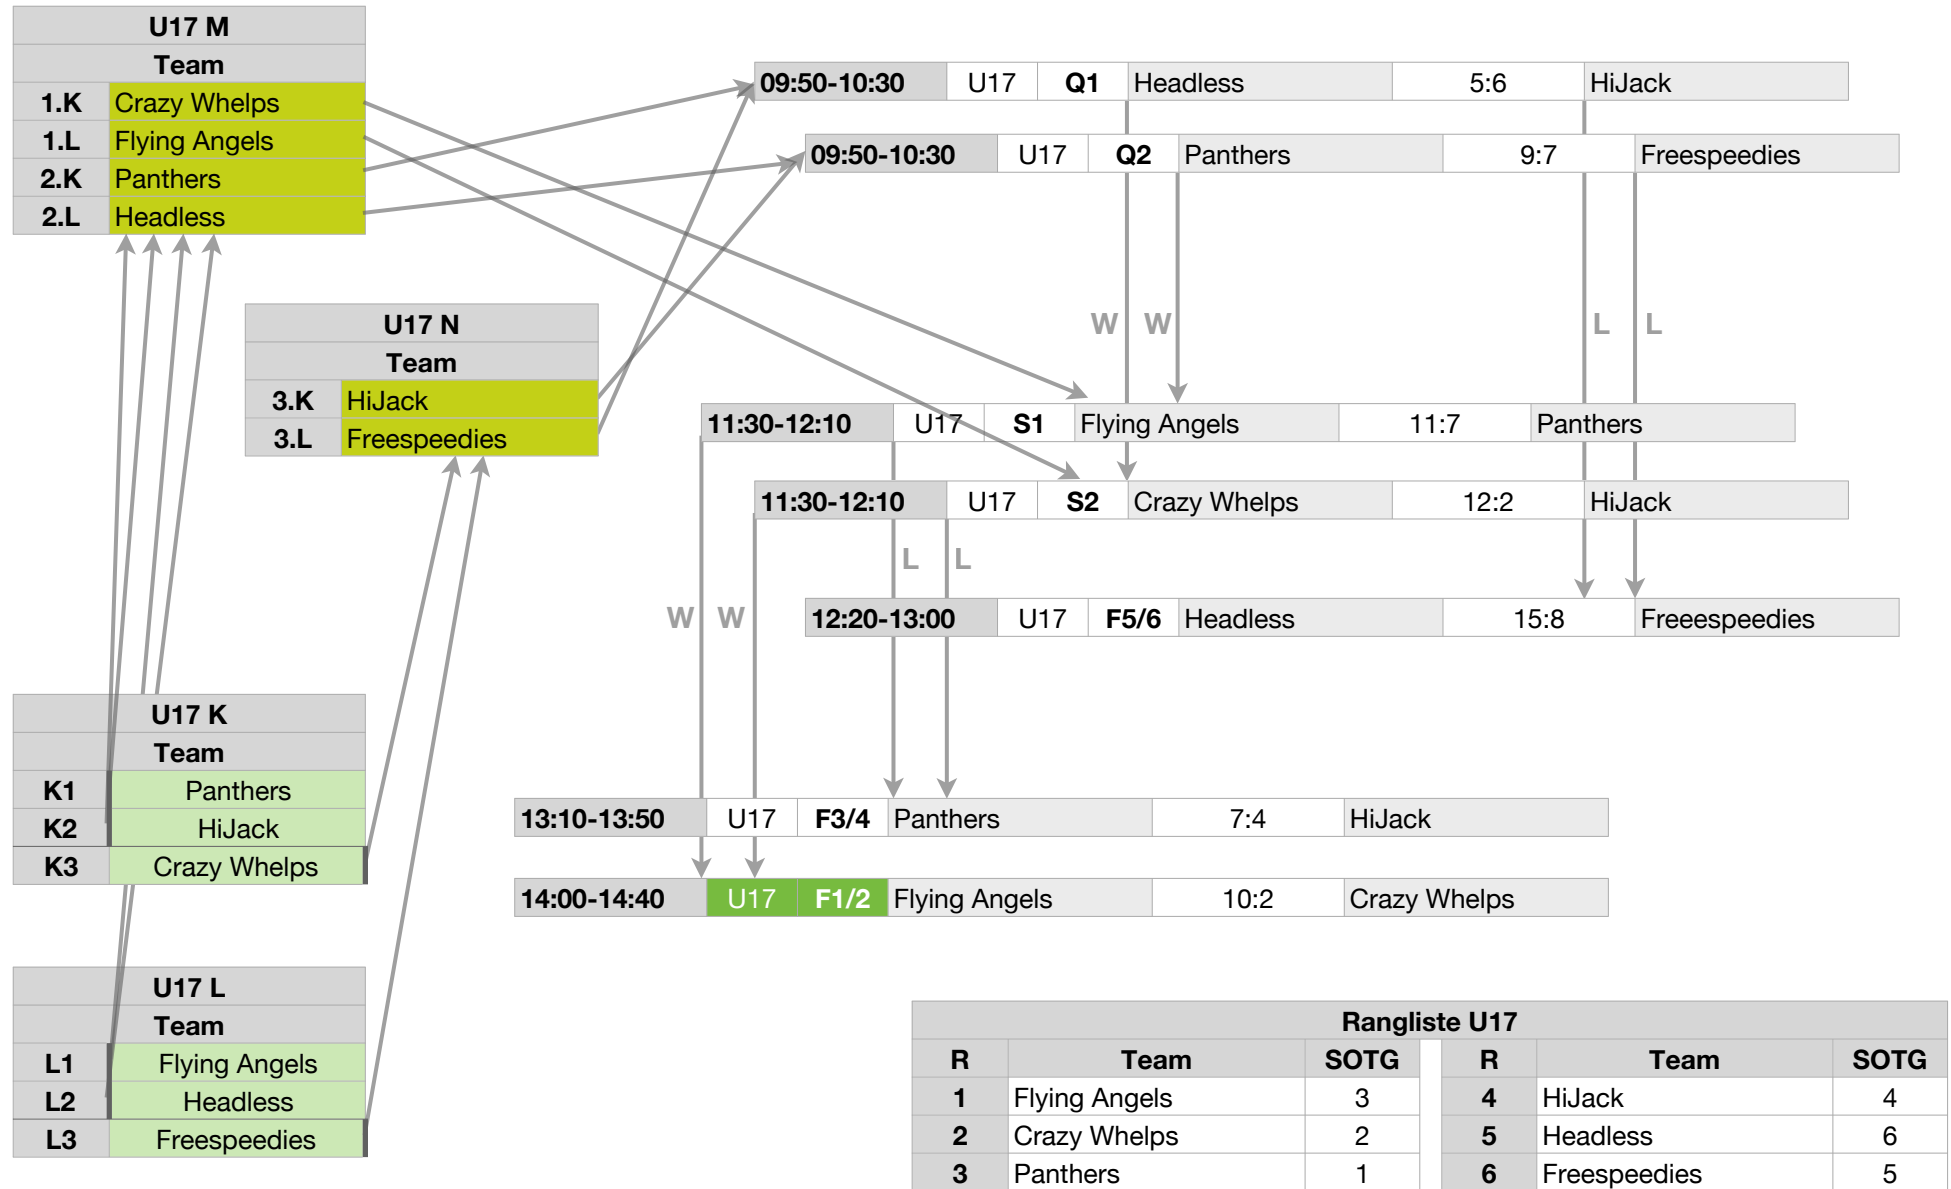 U17 M
Team
1.K Crazy Whelps
1.L Flying Angels
2.K Panthers
2.L Headless
09:50-10:30 U17 Q1 Headless 5:6 HiJack
09:50-10:30 U17 Q2 Panthers 9:7 Freespeedies
W W L L
U17 N
Team
3.K HiJack
3.L Freespeedies
11:30-12:10 U17 S1 Flying Angels 11:7 Panthers
11:30-12:10 U17 S2 Crazy Whelps 12:2 HiJack
L L
W W
12:20-13:00 U17 F5/6 Headless 15:8 Freeespeedies
U17 K
Team
K1 Panthers
K2 HiJack
K3 Crazy Whelps
13:10-13:50 U17 F3/4 Panthers 7:4 HiJack
14:00-14:40 U17 F1/2 Flying Angels 10:2 Crazy Whelps
U17 L
Team
L1 Flying Angels
L2 Headless
L3 Freespeedies
Rangliste U17
R Team SOTG R Team SOTG
1 Flying Angels 3 4 HiJack 4
2 Crazy Whelps 2 5 Headless 6
3 Panthers 1 6 Freespeedies 5